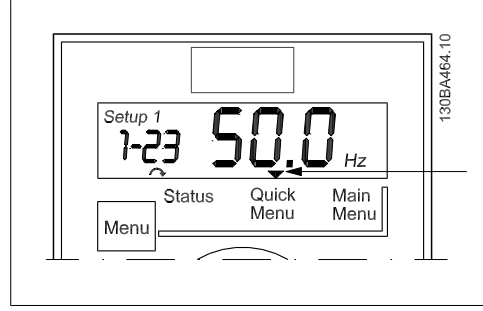 130BA464.10
Setup 1
1-23
50.0
Hz
Status
Quick
Menu
Main
Menu
Menu